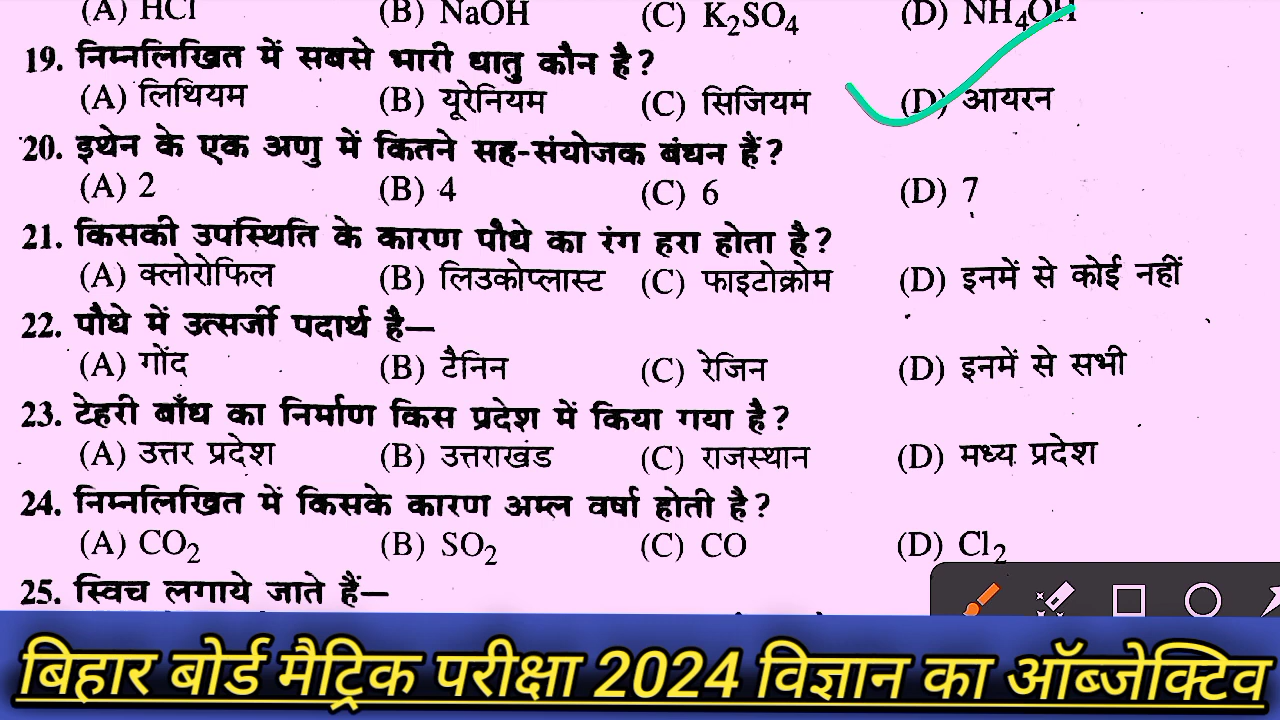 (A) HCl (B) NaOH (C) K₂SO₄ (D) NH₄OH
19. निम्नलिखित में सबसे भारी धातु कौन है?
(A) लिथियम (B) यूरेनियम (C) सिजियम (D) आयरन
20. इथेन के एक अणु में कितने सह-संयोजक बंधन हैं?
(A) 2 (B) 4 (C) 6 (D) 7
21. किसकी उपस्थिति के कारण पौधे का रंग हरा होता है?
(A) क्लोरोफिल (B) लिउकोप्लास्ट (C) फाइटोक्रोम (D) इनमें से कोई नहीं
22. पौधे में उत्सर्जी पदार्थ है—
(A) गोंद (B) टैनिन (C) रेजिन (D) इनमें से सभी
23. टेहरी बाँध का निर्माण किस प्रदेश में किया गया है?
(A) उत्तर प्रदेश (B) उत्तराखंड (C) राजस्थान (D) मध्य प्रदेश
24. निम्नलिखित में किसके कारण अम्ल वर्षा होती है?
(A) CO₂ (B) SO₂ (C) CO (D) Cl₂
25. स्विच लगाये जाते हैं—
बिहार बोर्ड मैट्रिक परीक्षा 2024 विज्ञान का ऑब्जेक्टिव